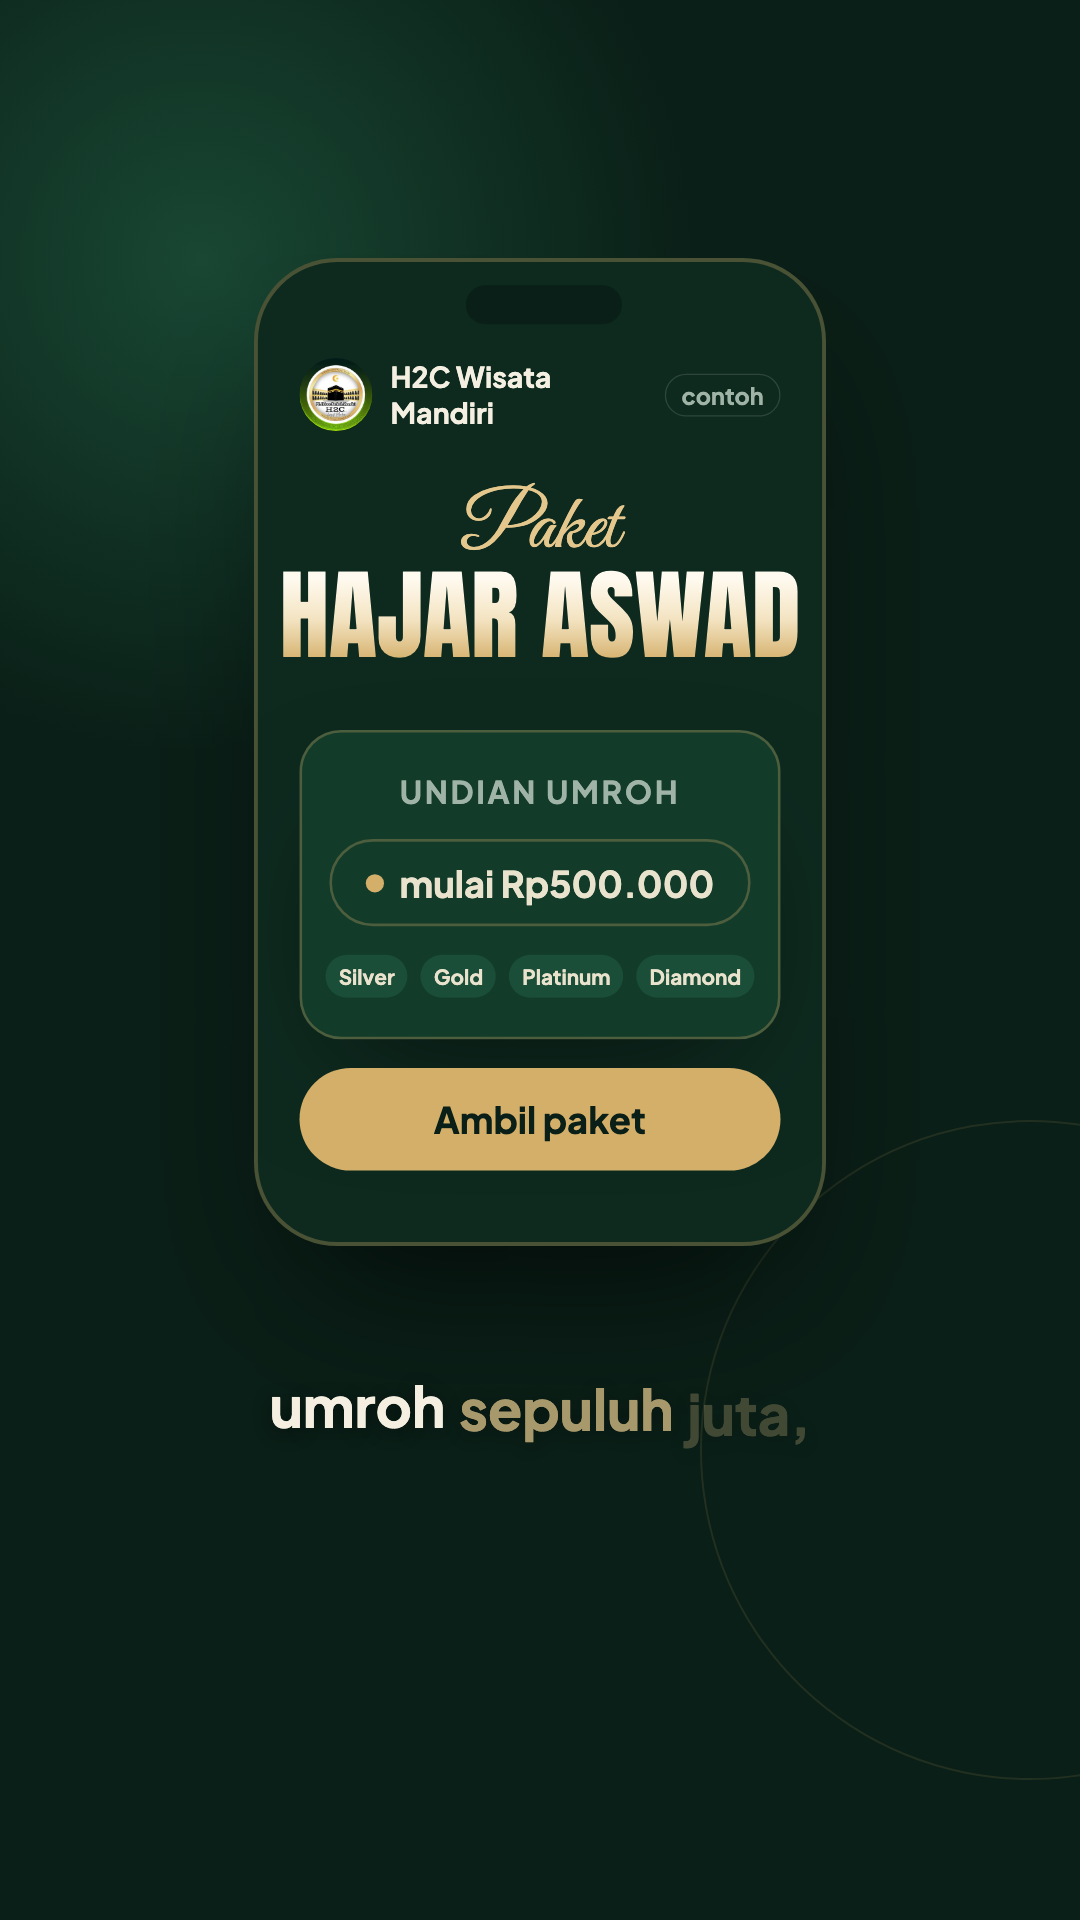 H2C Wisata
Mandiri
contoh
H2C
Paket
HAJAR ASWAD
UNDIAN UMROH
mulai Rp500.000
Silver Gold Platinum Diamond
Ambil paket
umroh sepuluh juta,